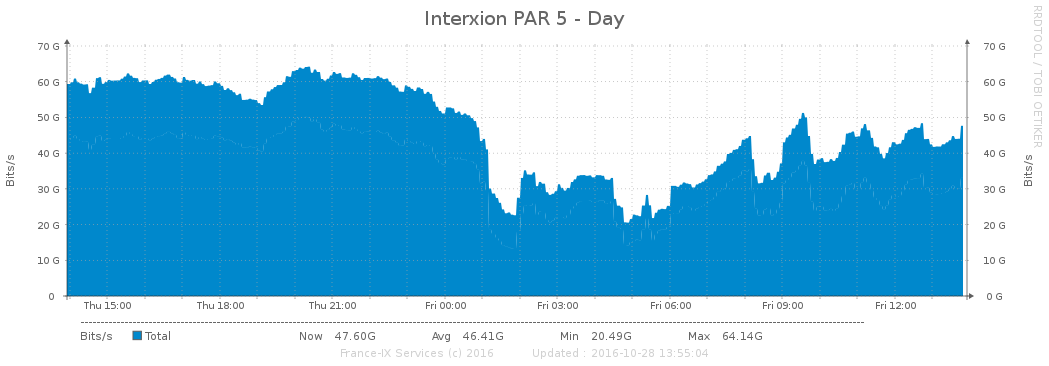 Interxion PAR 5 - Day
RRDTOOL / TOBI OETIKER
70 G 70 G
60 G 60 G
50 G 50 G
40 G 40 G
30 G 30 G
20 G 20 G
10 G 10 G
0 0 G
Bits/s
Bits/s
Thu 15:00 Thu 18:00 Thu 21:00 Fri 00:00 Fri 03:00 Fri 06:00 Fri 09:00 Fri 12:00
Bits/s Total Now 47.60G Avg 46.41G Min 20.49G Max 64.14G
France-IX Services (c) 2016 Updated : 2016-10-28 13:55:04